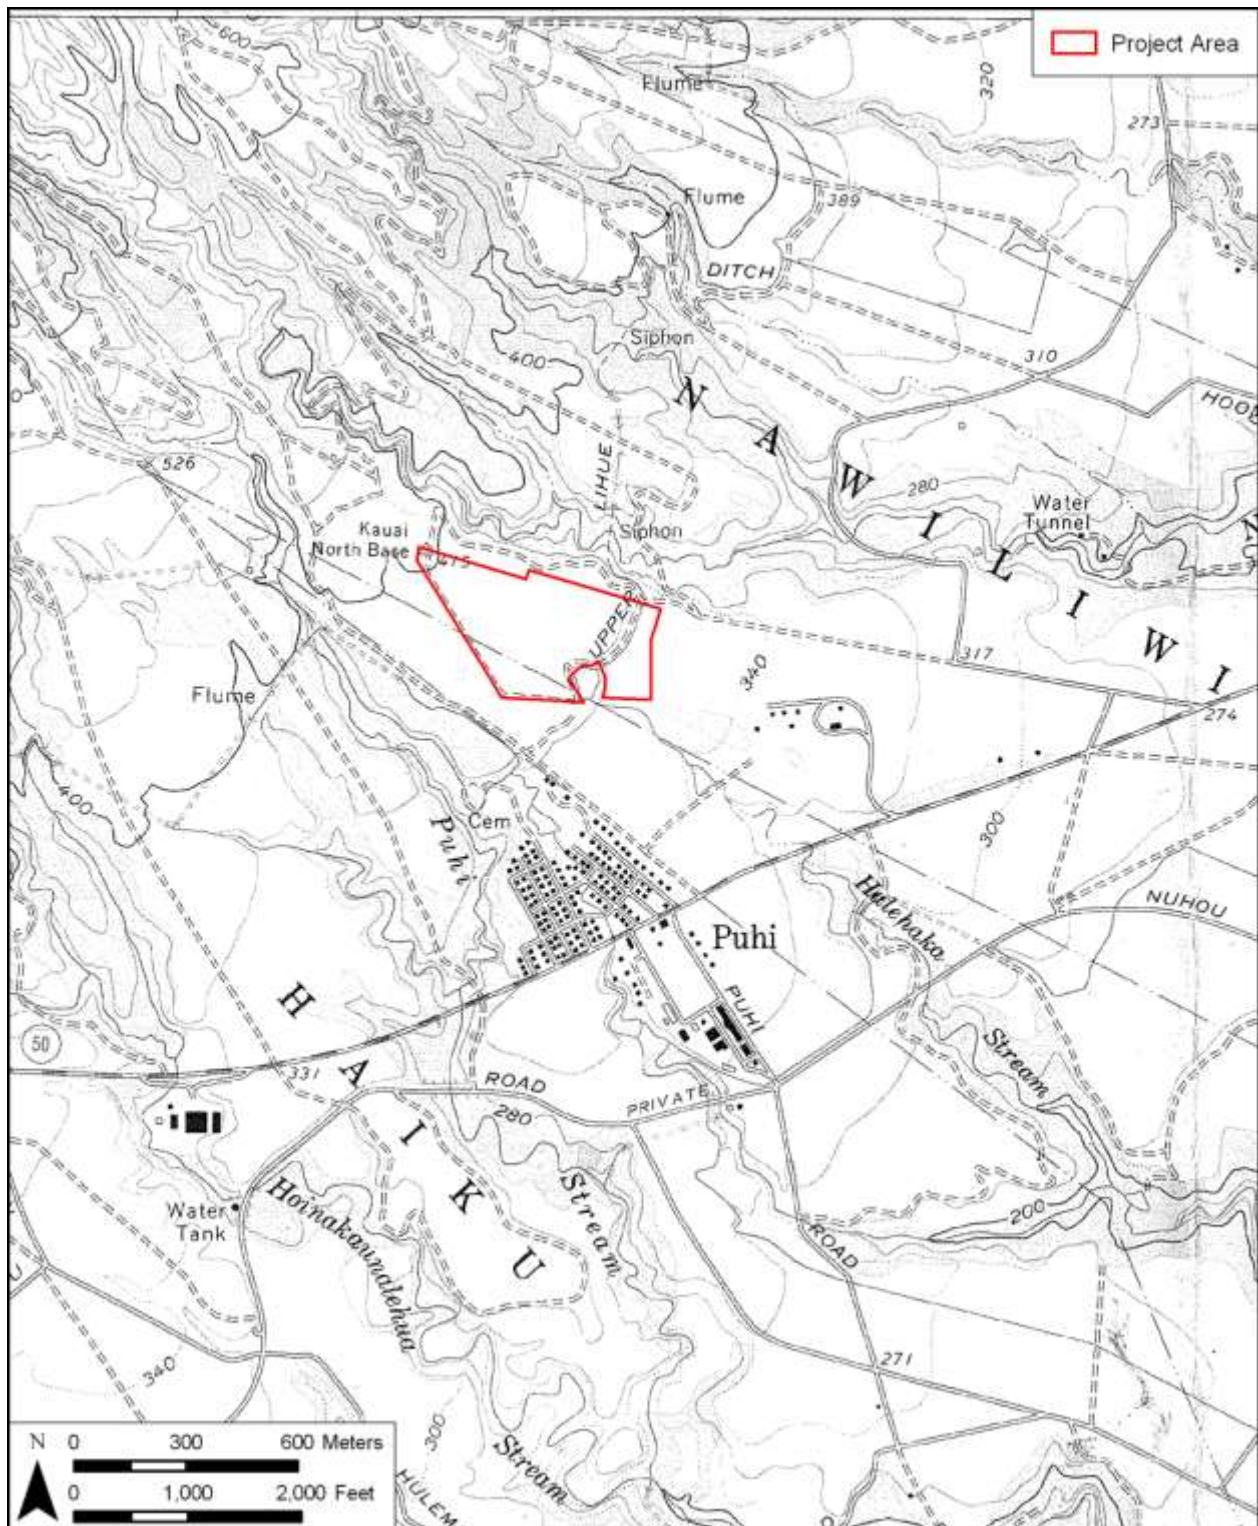 Project Area
600
Flume
320
273
Flume
389
DITCH
Siphon
400
310
NAWILIWILI
LIHUE
526
280
Water
Tunnel
Kauai
North Base
Siphon
UPPER
317
340
274
Flume
400
Cem
Puhi
300
Halehaka
NUHOU
Puhi
PUHI
50
HAIKU
331
ROAD
PRIVATE
280
Stream
Stream
Water
Tank
Hoinakaunalehua
200
ROAD
340
271
300
Stream
N 0 300 600 Meters
0 1,000 2,000 Feet